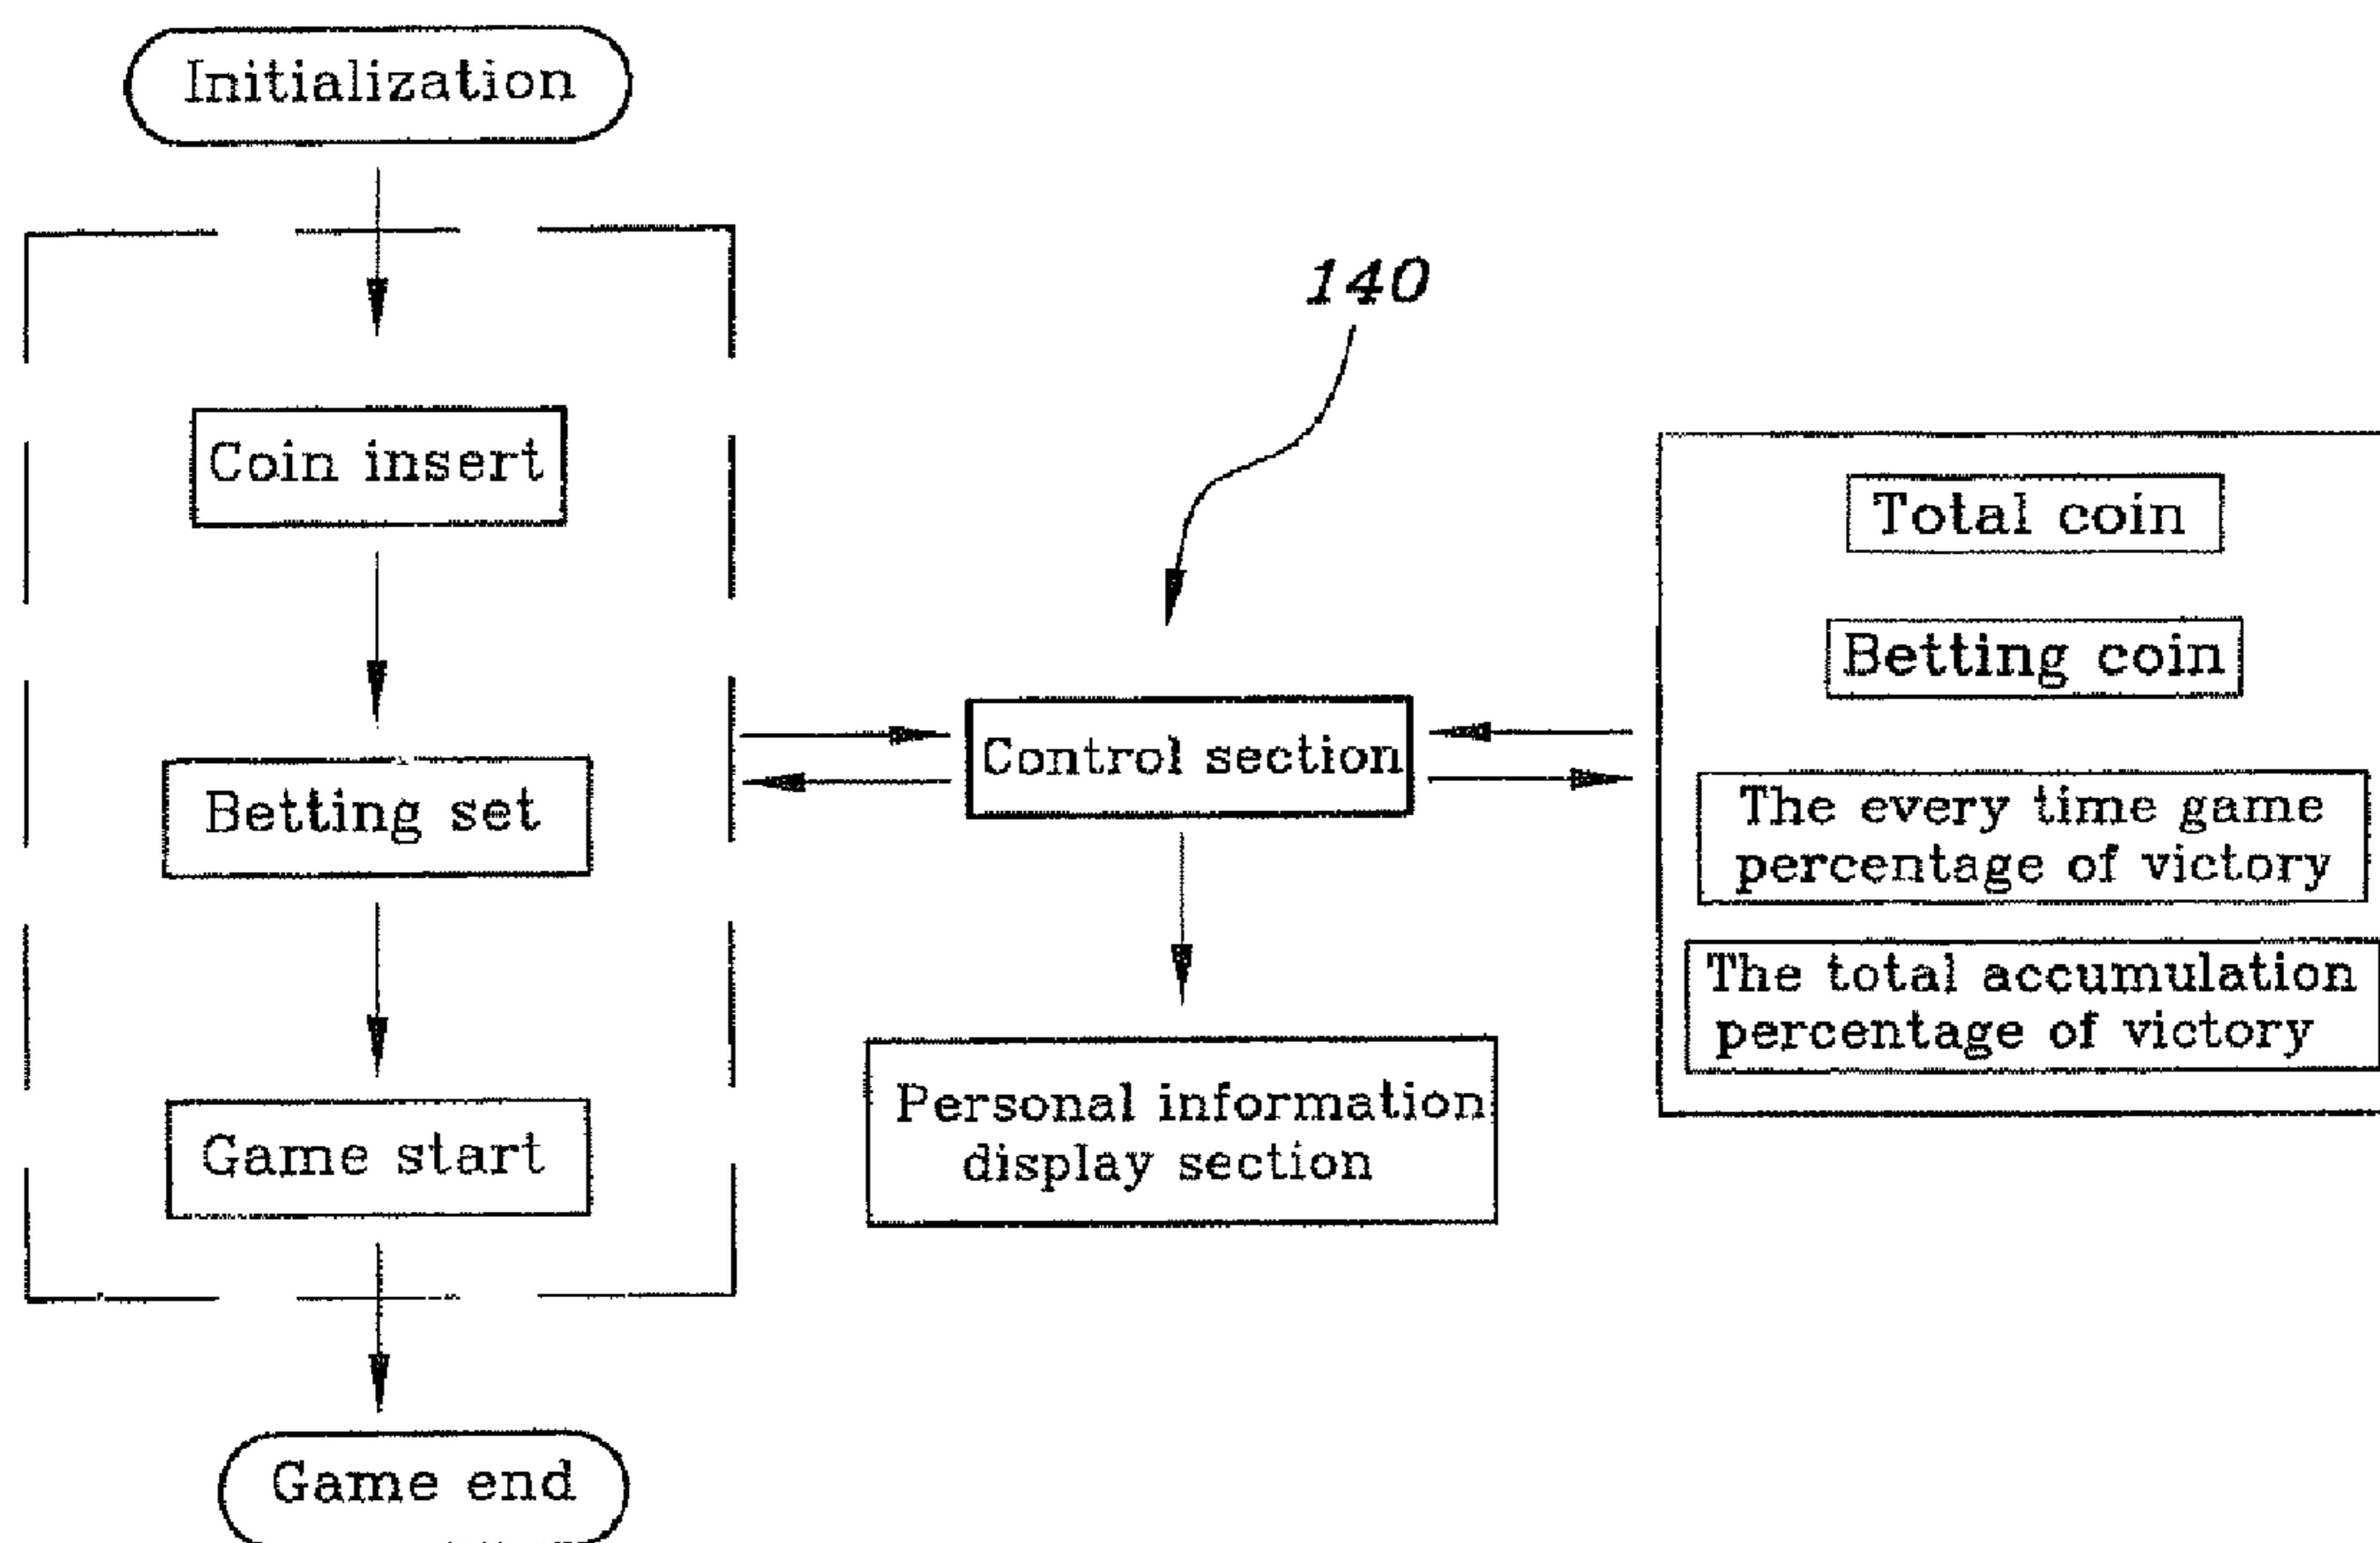 Initialization
Coin insert
Betting set
Game start
Game end
140
Control section
Personal information
display section
Total coin
Betting coin
The every time game
percentage of victory
The total accumulation
percentage of victory